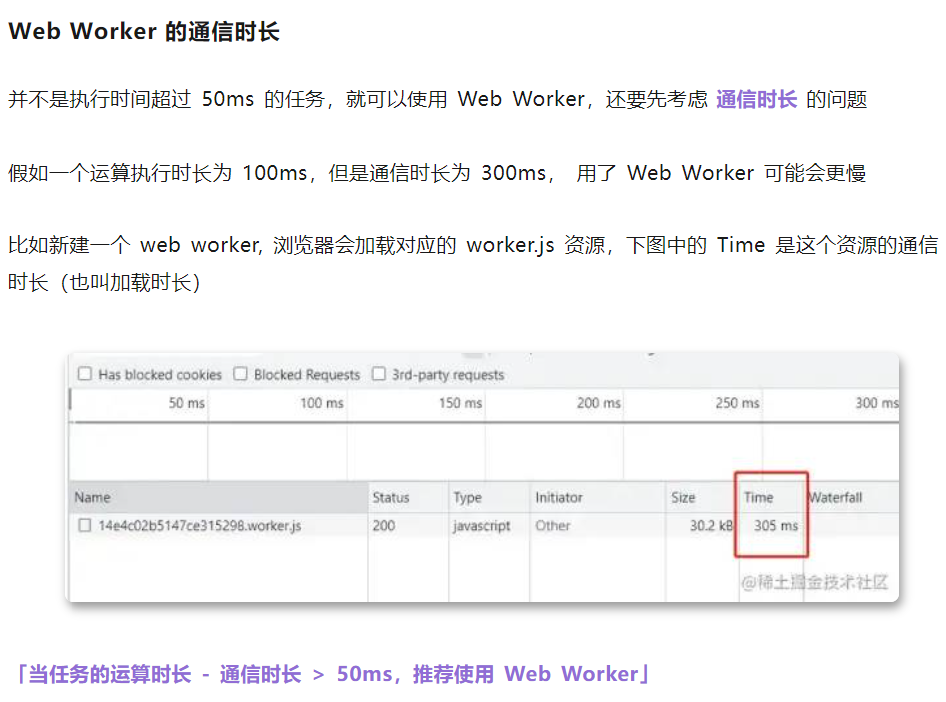 Web Worker 的通信时长
并不是执行时间超过 50ms 的任务，就可以使用 Web Worker，还要先考虑 通信时长 的问题
假如一个运算执行时长为 100ms，但是通信时长为 300ms， 用了 Web Worker 可能会更慢
比如新建一个 web worker, 浏览器会加载对应的 worker.js 资源，下图中的 Time 是这个资源的通信
时长（也叫加载时长）
Has blocked cookies Blocked Requests 3rd-party requests
50 ms 100 ms 150 ms 200 ms 250 ms 300 ms
Name Status Type Initiator Size Time Waterfall
14e4c02b5147ce315298.worker.js 200 javascript Other 30.2 kB 305 ms
@稀土掘金技术社区
「当任务的运算时长 - 通信时长 > 50ms，推荐使用 Web Worker」